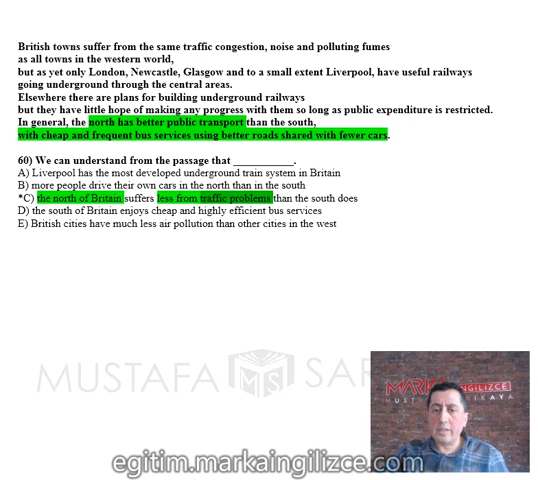 British towns suffer from the same traffic congestion, noise and polluting fumes
as all towns in the western world,
but as yet only London, Newcastle, Glasgow and to a small extent Liverpool, have useful railways
going underground through the central areas.
Elsewhere there are plans for building underground railways
but they have little hope of making any progress with them so long as public expenditure is restricted.
In general, the north has better public transport than the south,
with cheap and frequent bus services using better roads shared with fewer cars.
60) We can understand from the passage that ____________.
A) Liverpool has the most developed underground train system in Britain
B) more people drive their own cars in the north than in the south
*C) the north of Britain suffers less from traffic problems than the south does
D) the south of Britain enjoys cheap and highly efficient bus services
E) British cities have much less air pollution than other cities in the west
MUSTAFA MS SAR
egitim.markaingilizce.com